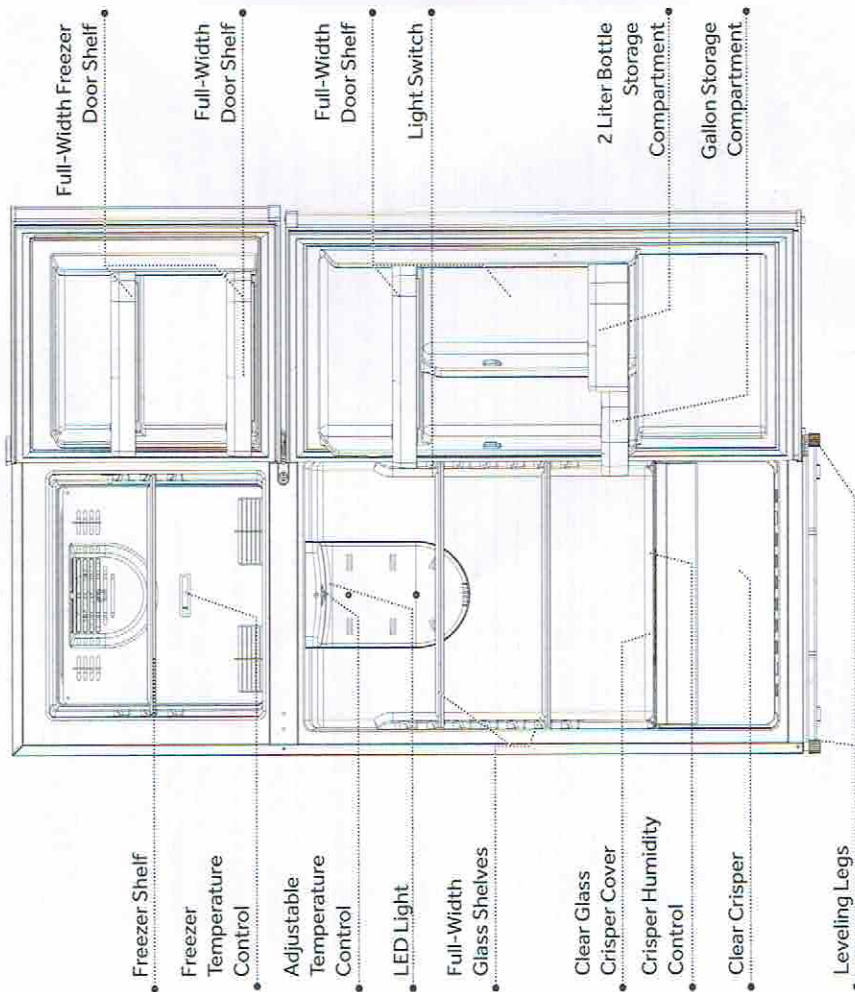 Freezer Shelf
Freezer
Temperature
Control
Adjustable
Temperature
Control
LED Light
Full-Width
Glass Shelves
Clear Glass
Crisper Cover
Crisper Humidity
Control
Clear Crisper
Leveling Legs
Full-Width Freezer
Door Shelf
Full-Width
Door Shelf
Full-Width
Door Shelf
Light Switch
2 Liter Bottle
Storage
Compartment
Gallon Storage
Compartment